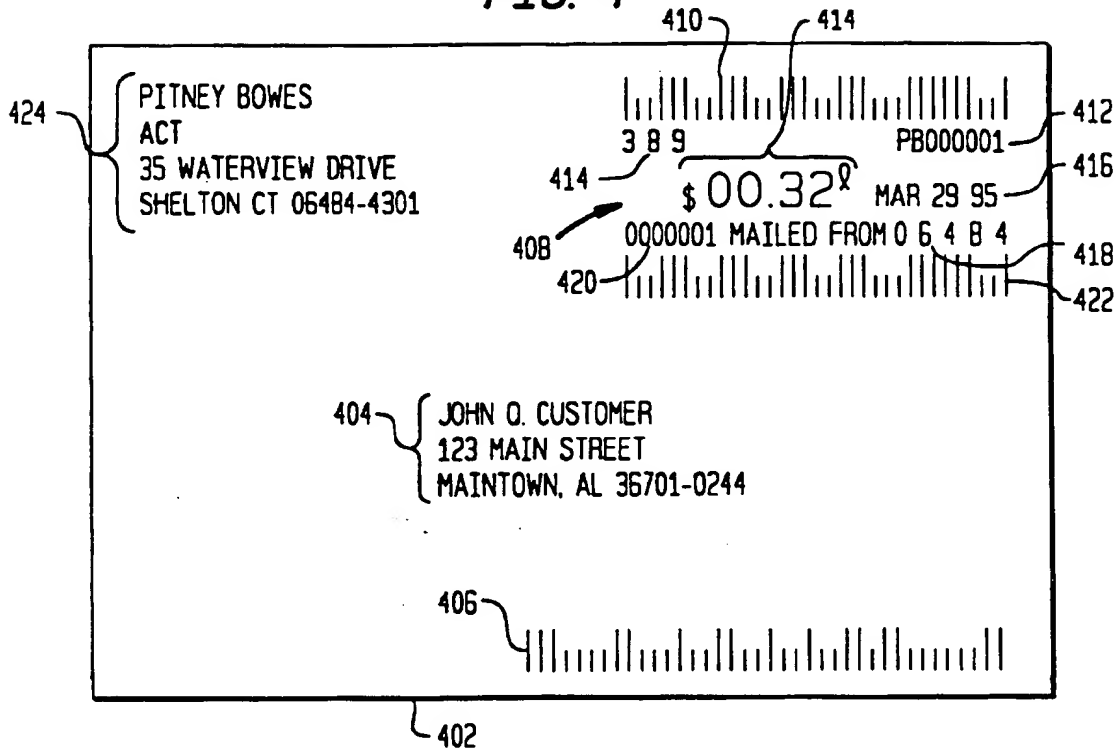 410 414
424 PITNEY BOWES
ACT
35 WATERVIEW DRIVE
SHELTON CT 06484-4301
412
3 8 9 PB000001
414 $ 00.32 MAR 29 95 416
408 0000001 MAILED FROM 0 6 4 8 4
420 418
422
404 JOHN Q. CUSTOMER
123 MAIN STREET
MAINTOWN, AL 36701-0244
406
402